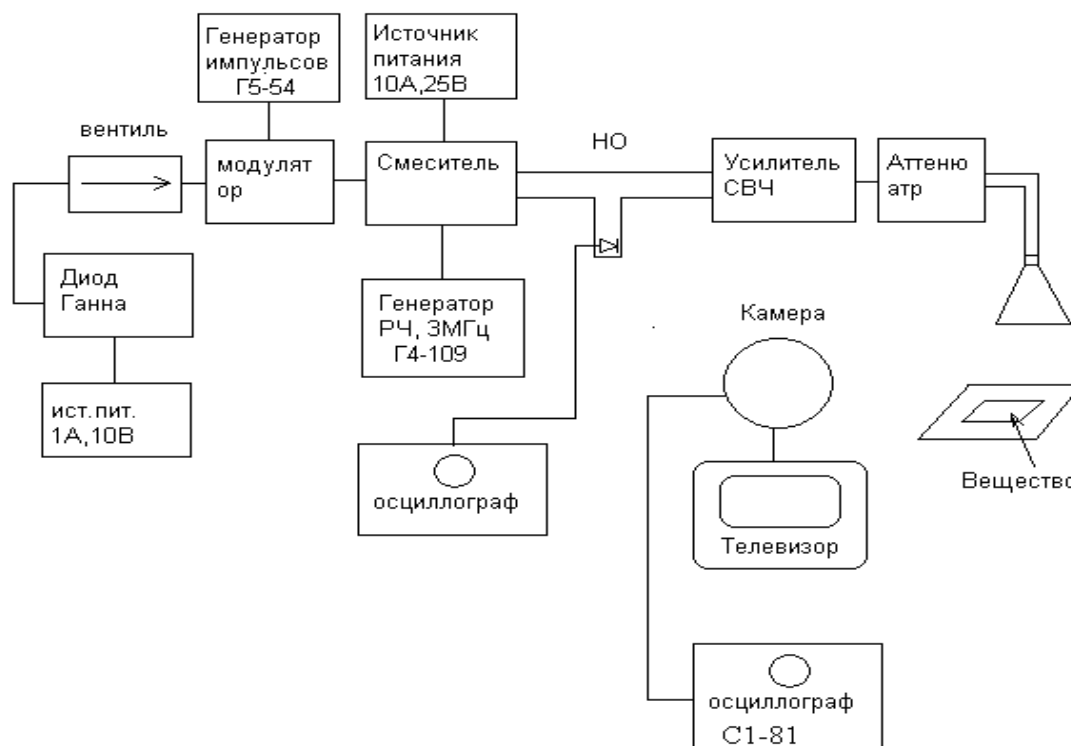 Генератор
импульсов
Г5-54
Источник
питания
10А,25В
вентиль
модулят
ор
Смеситель
НО
Усилитель
СВЧ
Аттеню
атр
Диод
Ганна
Генератор
РЧ, 3МГц
Г4-109
Камера
ист.пит.
1А,10В
Вещество
осциллограф
Телевизор
осциллограф
С1-81